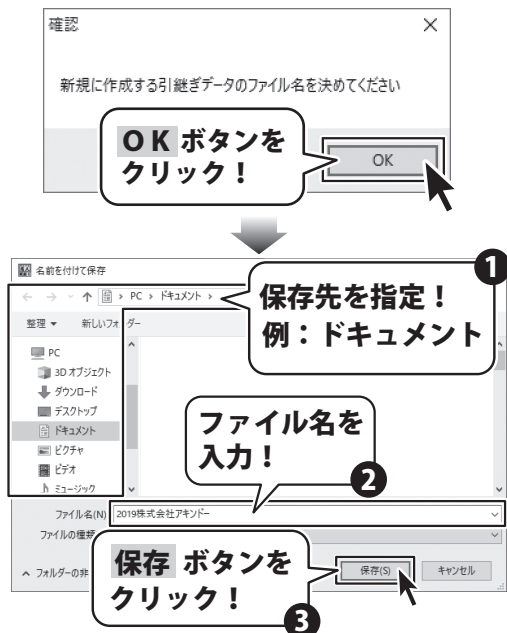 確認
新規に作成する引継ぎデータのファイル名を決めてください
OK ボタンを
クリック！
OK
名前を付けて保存
1
PC > ドキュメント >
保存先を指定！
例：ドキュメント
整理 新しいフォ ダー
PC
3D オブジェクト
ダウンロード
デスクトップ
ドキュメント
ピクチャ
ビデオ
ミュージック
ファイル名を
入力！
2
ファイル名(N)
2019株式会社アキンドー
ファイルの種類
保存 ボタンを
クリック！
3
フォルダーの非
保存(S)
キャンセル